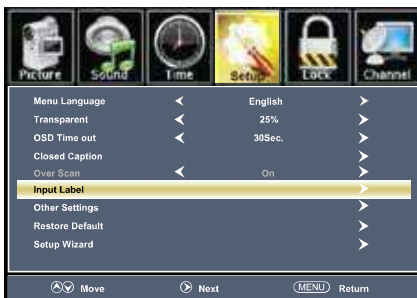 Picture Sound Time Setup Lock Channel
Menu Language English
Transparent 25%
OSD Time out 30Sec.
Closed Caption
Over Scan On
Input Label
Other Settings
Restore Default
Setup Wizard
Move Next MENU Return